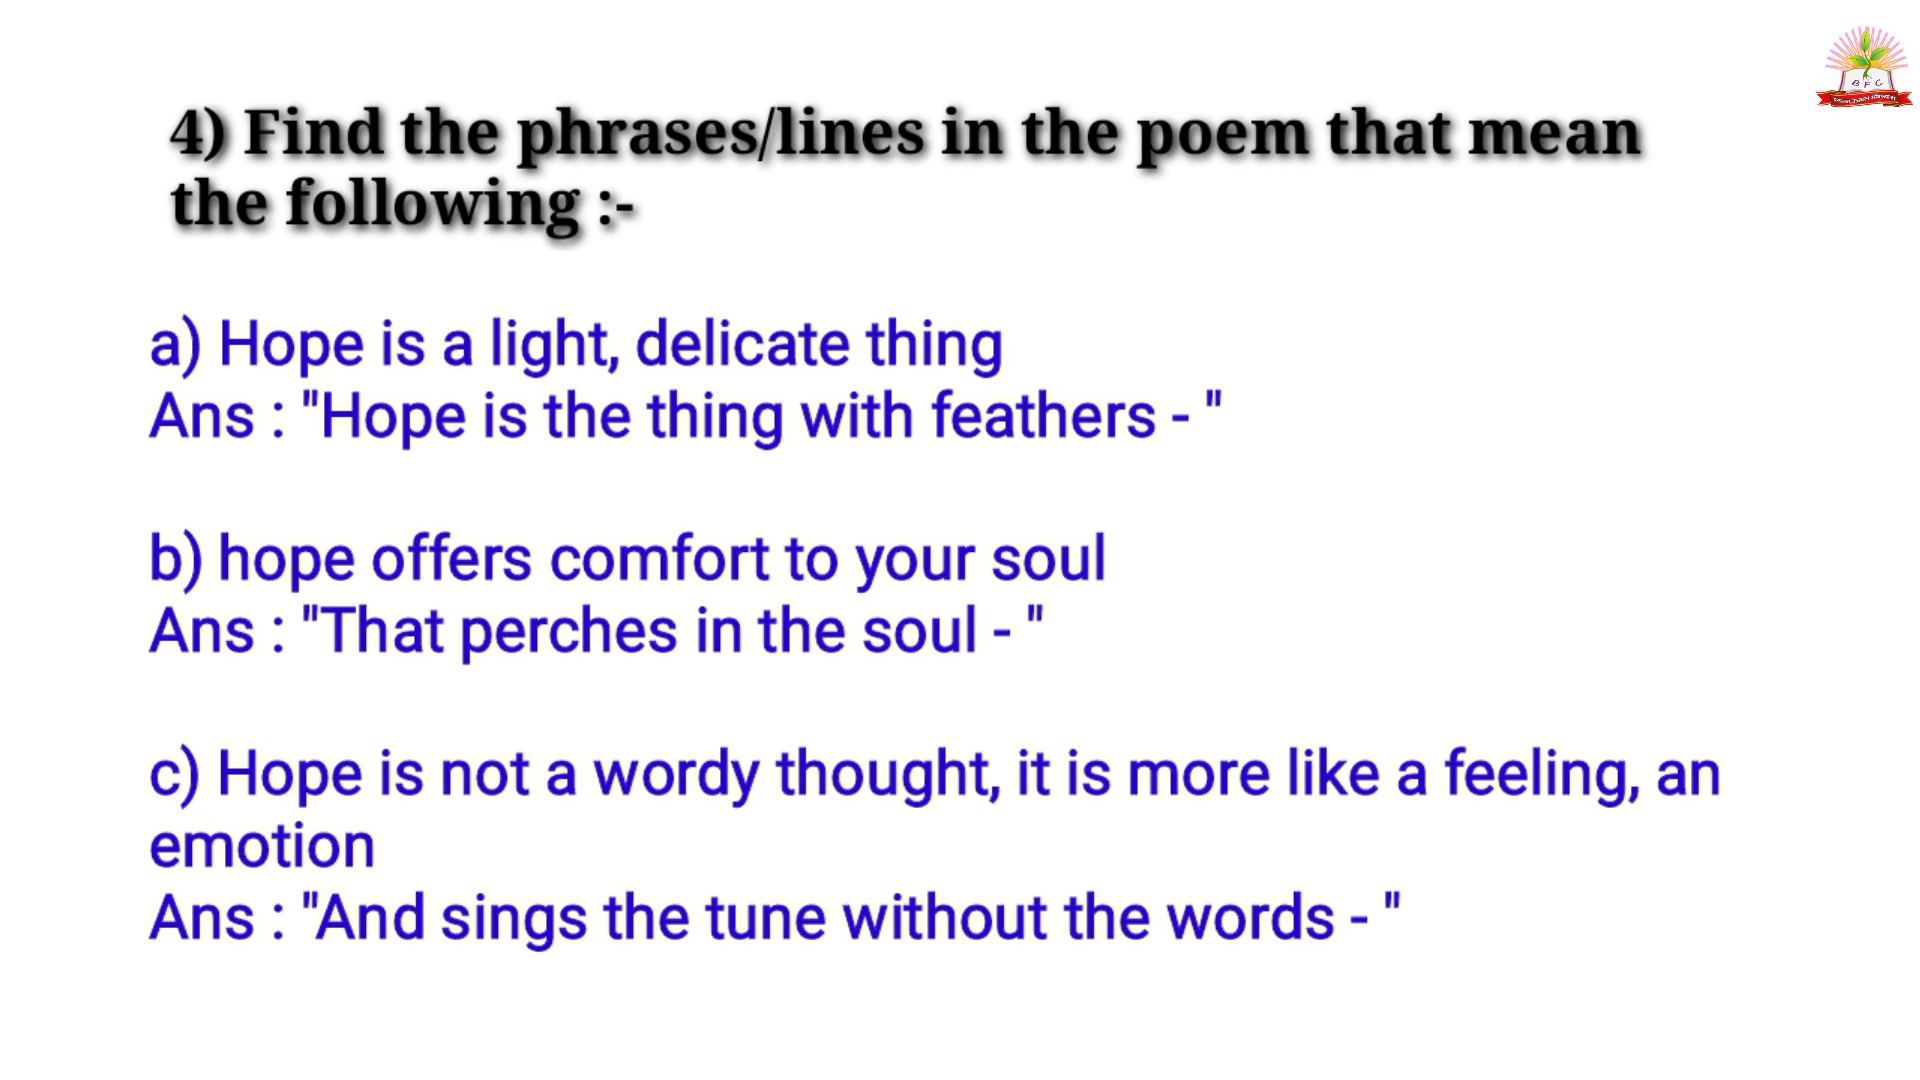 4) Find the phrases/lines in the poem that mean
the following :-
a) Hope is a light, delicate thing
Ans : "Hope is the thing with feathers - "
b) hope offers comfort to your soul
Ans : "That perches in the soul - "
c) Hope is not a wordy thought, it is more like a feeling, an
emotion
Ans : "And sings the tune without the words - "
B F C